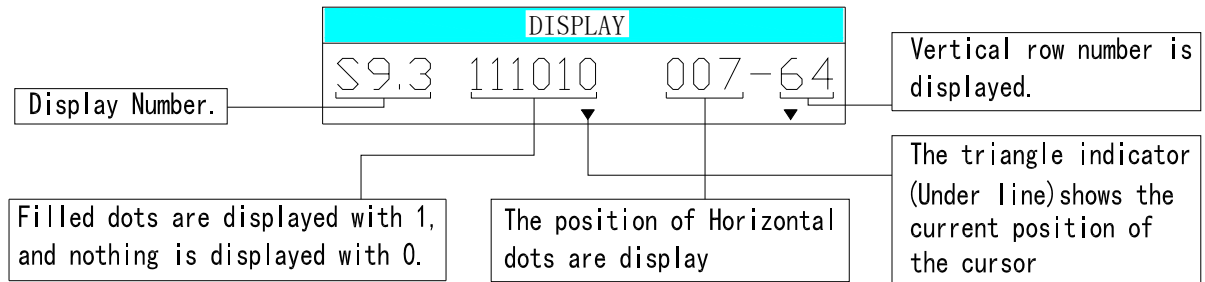 DISPLAY
S9.3 111010 007-64
Vertical row number is
displayed.
Display Number.
The triangle indicator
(Under line)shows the
current position of
the cursor
Filled dots are displayed with 1,
and nothing is displayed with 0.
The position of Horizontal
dots are display